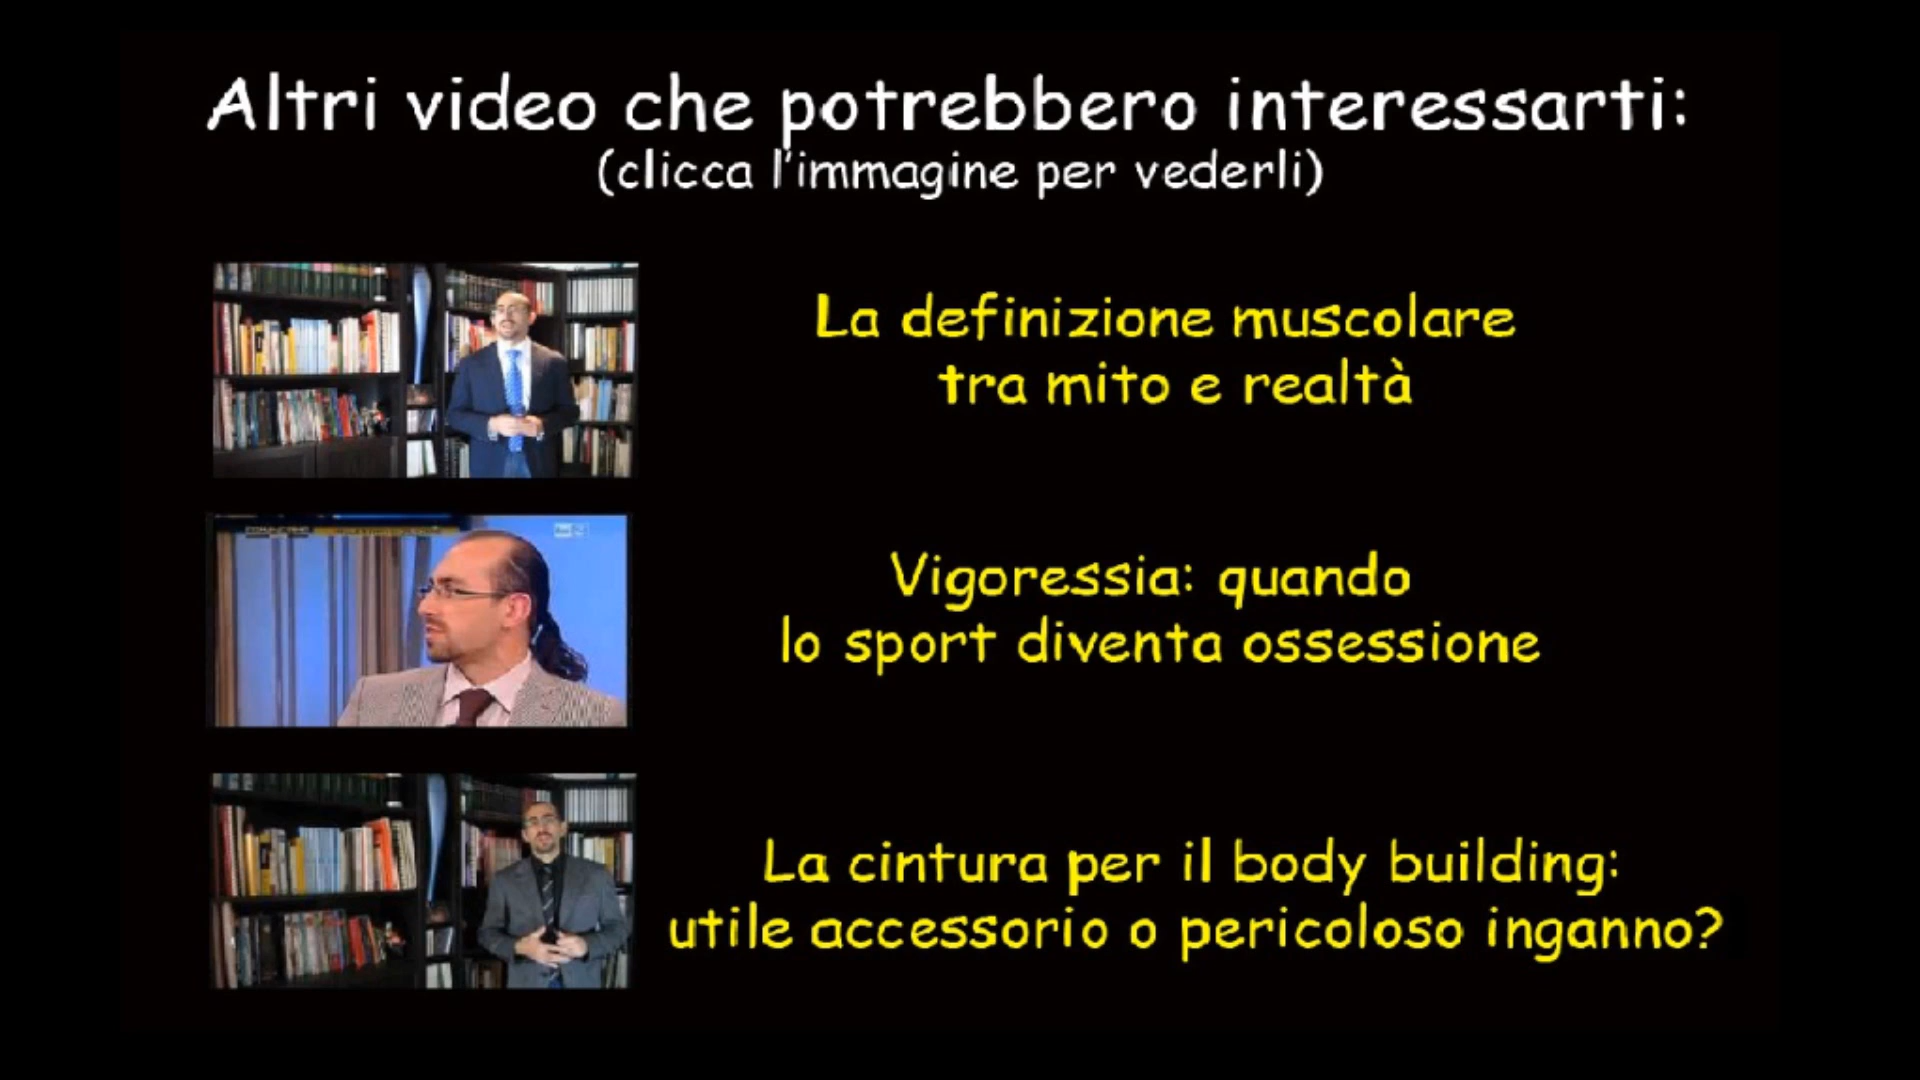 Altri video che potrebbero interessarti:
(clicca l'immagine per vederli)
La definizione muscolare
tra mito e realtà
Vigoressia: quando
lo sport diventa ossessione
La cintura per il body building:
utile accessorio o pericoloso inganno?